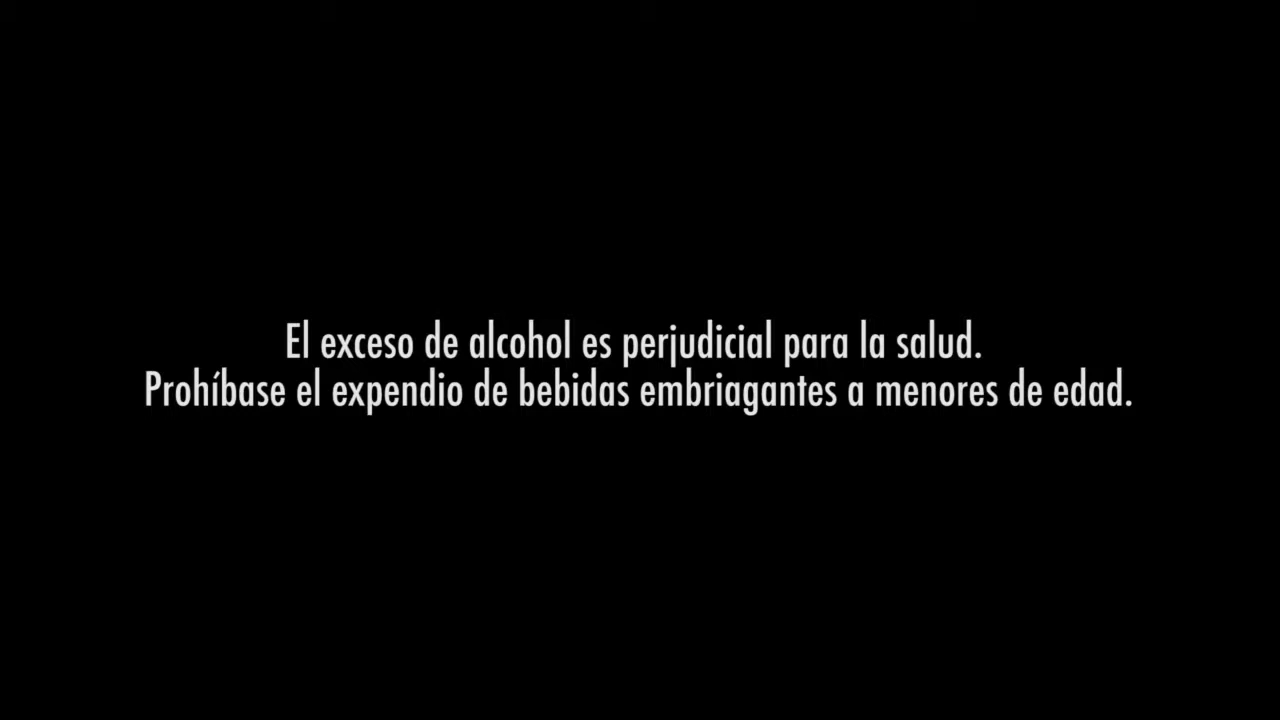 El exceso de alcohol es perjudicial para la salud.
Prohíbase el expendio de bebidas embriagantes a menores de edad.